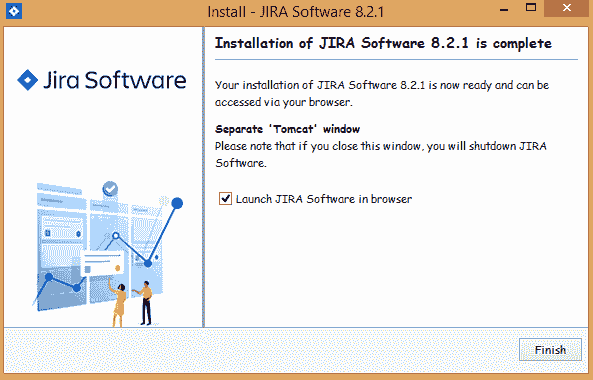 Install - JIRA Software 8.2.1
Installation of JIRA Software 8.2.1 is complete
Jira Software
Your installation of JIRA Software 8.2.1 is now ready and can be
accessed via your browser.
Separate 'Tomcat' window
Please note that if you close this window, you will shutdown JIRA
Software.
Launch JIRA Software in browser
Finish